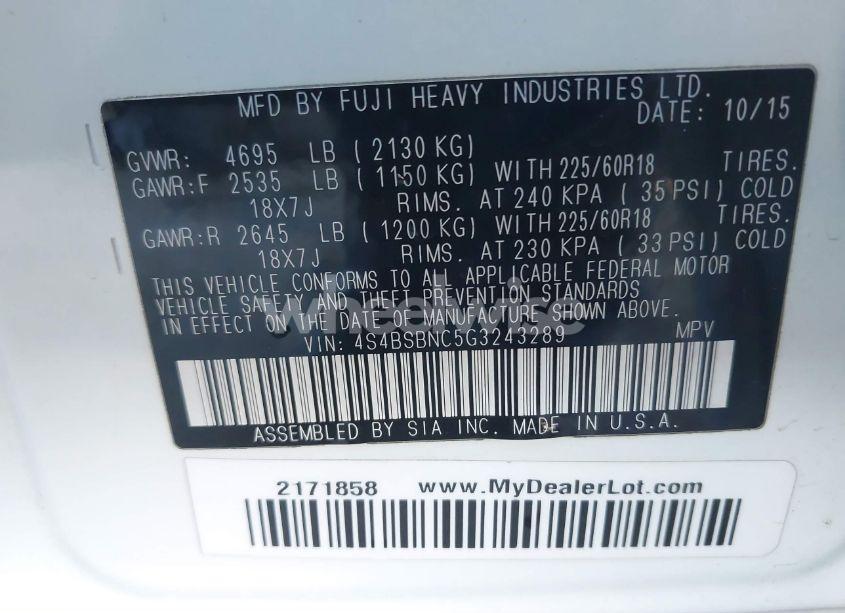 MFD BY FUJI HEAVY INDUSTRIES LTD.
DATE: 10/15
GVWR: 4695 LB ( 2130 KG)
GAWR:F 2535 LB ( 1150 KG) WITH 225/60R18 TIRES.
18X7J RIMS. AT 240 KPA ( 35 PSI) COLD
GAWR:R 2645 LB ( 1200 KG) WITH 225/60R18 TIRES.
18X7J RIMS. AT 230 KPA ( 33 PSI) COLD
THIS VEHICLE CONFORMS TO ALL APPLICABLE FEDERAL MOTOR
VEHICLE SAFETY AND THEFT PREVENTION STANDARDS
IN EFFECT ON THE DATE OF MANUFACTURE SHOWN ABOVE.
wheelwise
VIN: 4S4BSBNC5G3243289 MPV
ASSEMBLED BY SIA INC. MADE IN U.S.A.
2171858 www.MyDealerLot.com